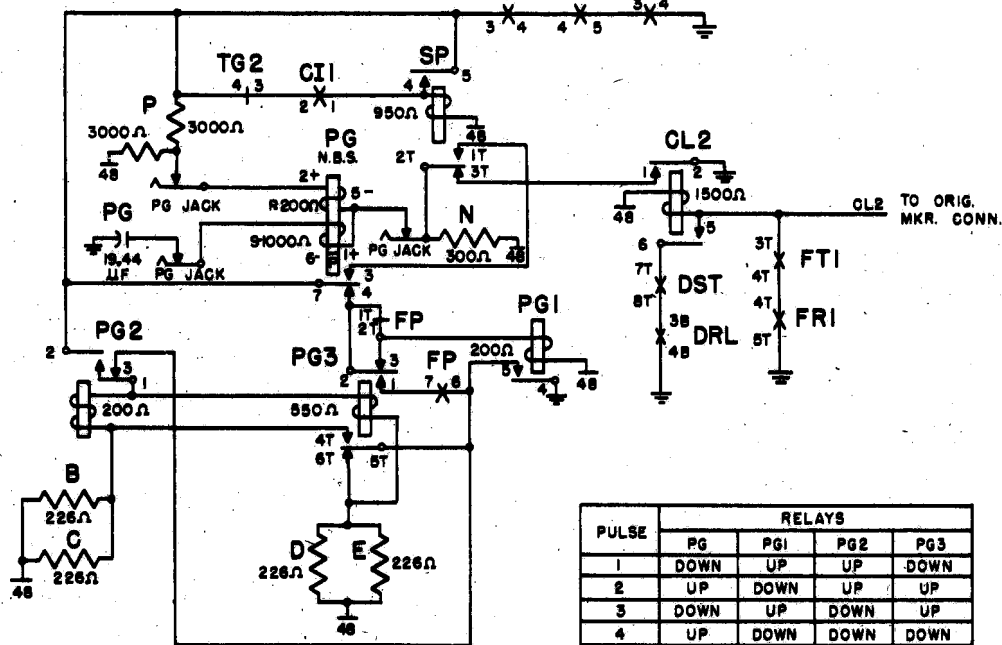 3 4 4 5 3 4
TG2
4 3
CI1
2 1
SP
4 5
950Ω
48
P
3000Ω
3000Ω
48
PG
N.B.S.
2+
5-
R200Ω
S1000Ω
6-
1+
PG JACK
PG
19.44
µF
PG JACK
PG JACK
N
300Ω
48
2T
1T
3T
CL2
1 2
1500Ω
48
5
6
CL2
TO ORIG.
MKR. CONN.
7T
8T
DST
3B
4B
DRL
3T
4T
FT1
4T
5T
FR1
3
7
4
1T
2T
FP
PG1
200Ω
48
5
4
PG2
2
3
1
200Ω
PG3
2
3
1
FP
7 6
550Ω
4T
6T
5T
B
226Ω
C
226Ω
48
D
226Ω
E
226Ω
48
PULSE RELAYS
PG PG1 PG2 PG3
1 DOWN UP UP DOWN
2 UP DOWN UP UP
3 DOWN UP DOWN UP
4 UP DOWN DOWN DOWN